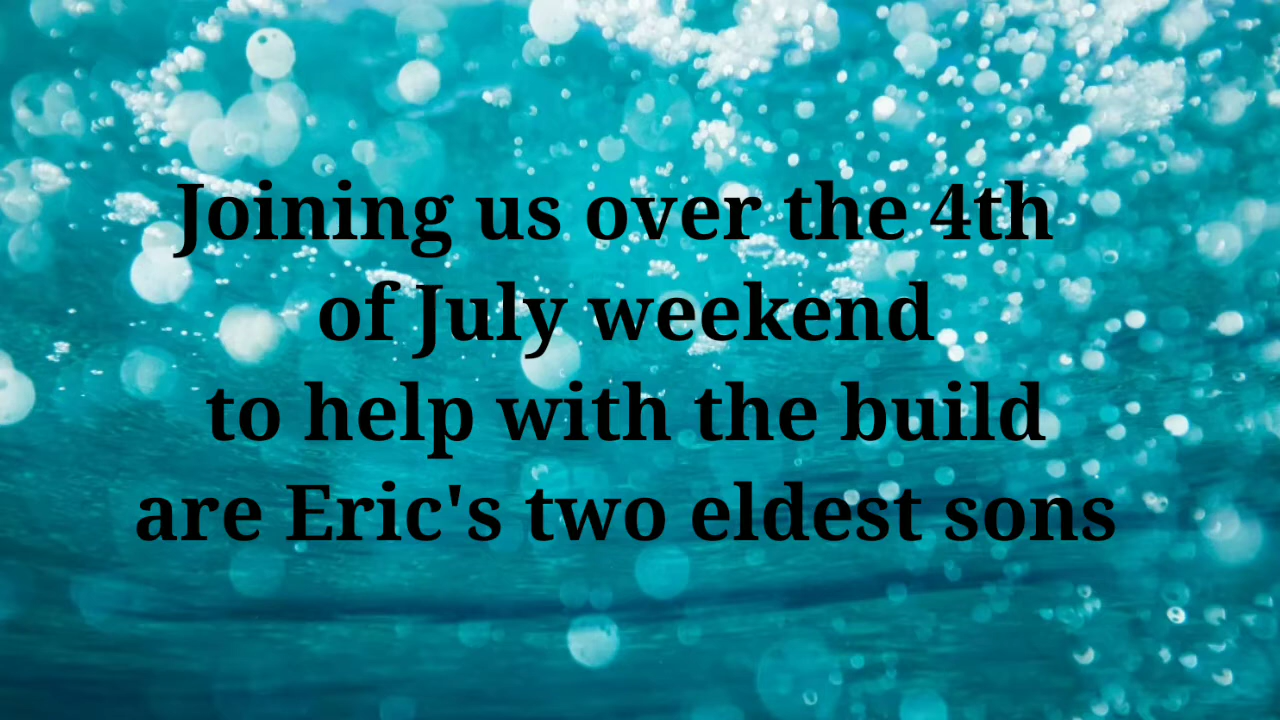 Joining us over the 4th
of July weekend
to help with the build
are Eric's two eldest sons